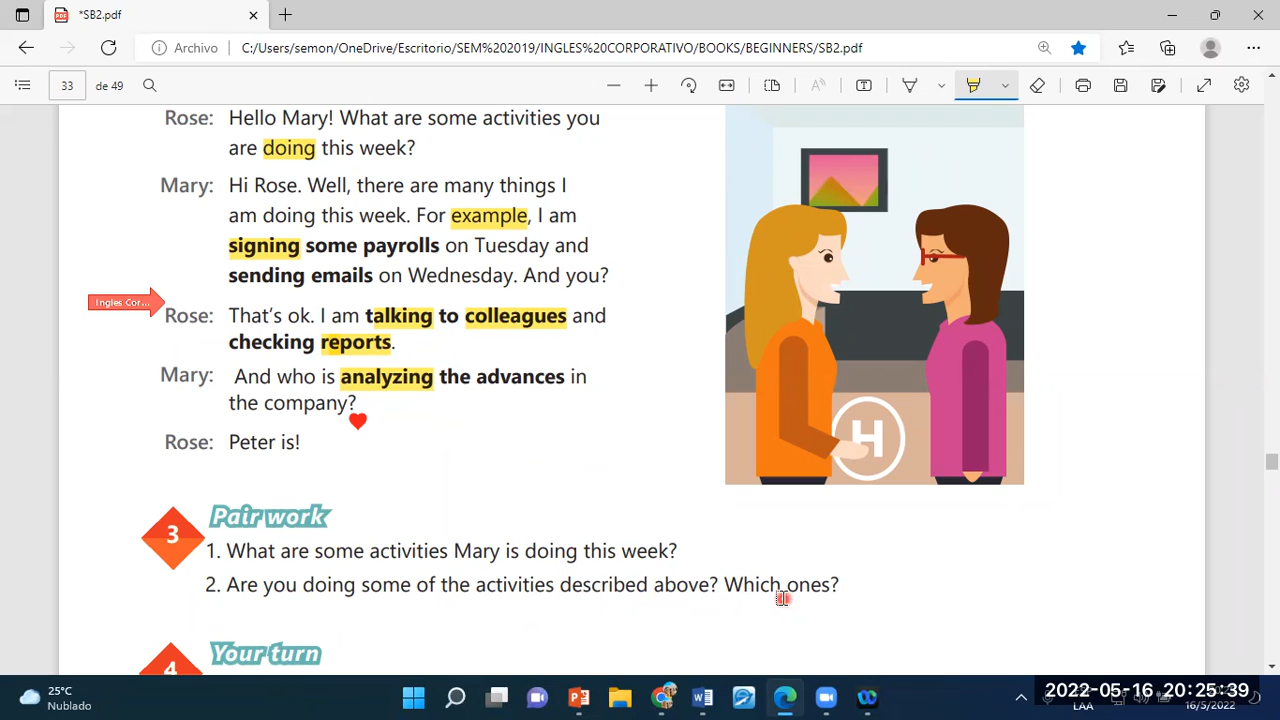 *SB2.pdf
Archivo
C:/Users/semon/OneDrive/Escritorio/SEM%202019/INGLES%20CORPORATIVO/BOOKS/BEGINNERS/SB2.pdf
33 de 49
Rose: Hello Mary! What are some activities you
are doing this week?
Mary: Hi Rose. Well, there are many things I
am doing this week. For example, I am
signing some payrolls on Tuesday and
sending emails on Wednesday. And you?
Ingles Cor...
Rose: That's ok. I am talking to colleagues and
checking reports.
Mary: And who is analyzing the advances in
the company?
Rose: Peter is!
H
3 Pair work
1. What are some activities Mary is doing this week?
2. Are you doing some of the activities described above? Which ones?
4 Your turn
25°C
Nublado
LAA
2022-05-16 20:25:39
16/5/2022